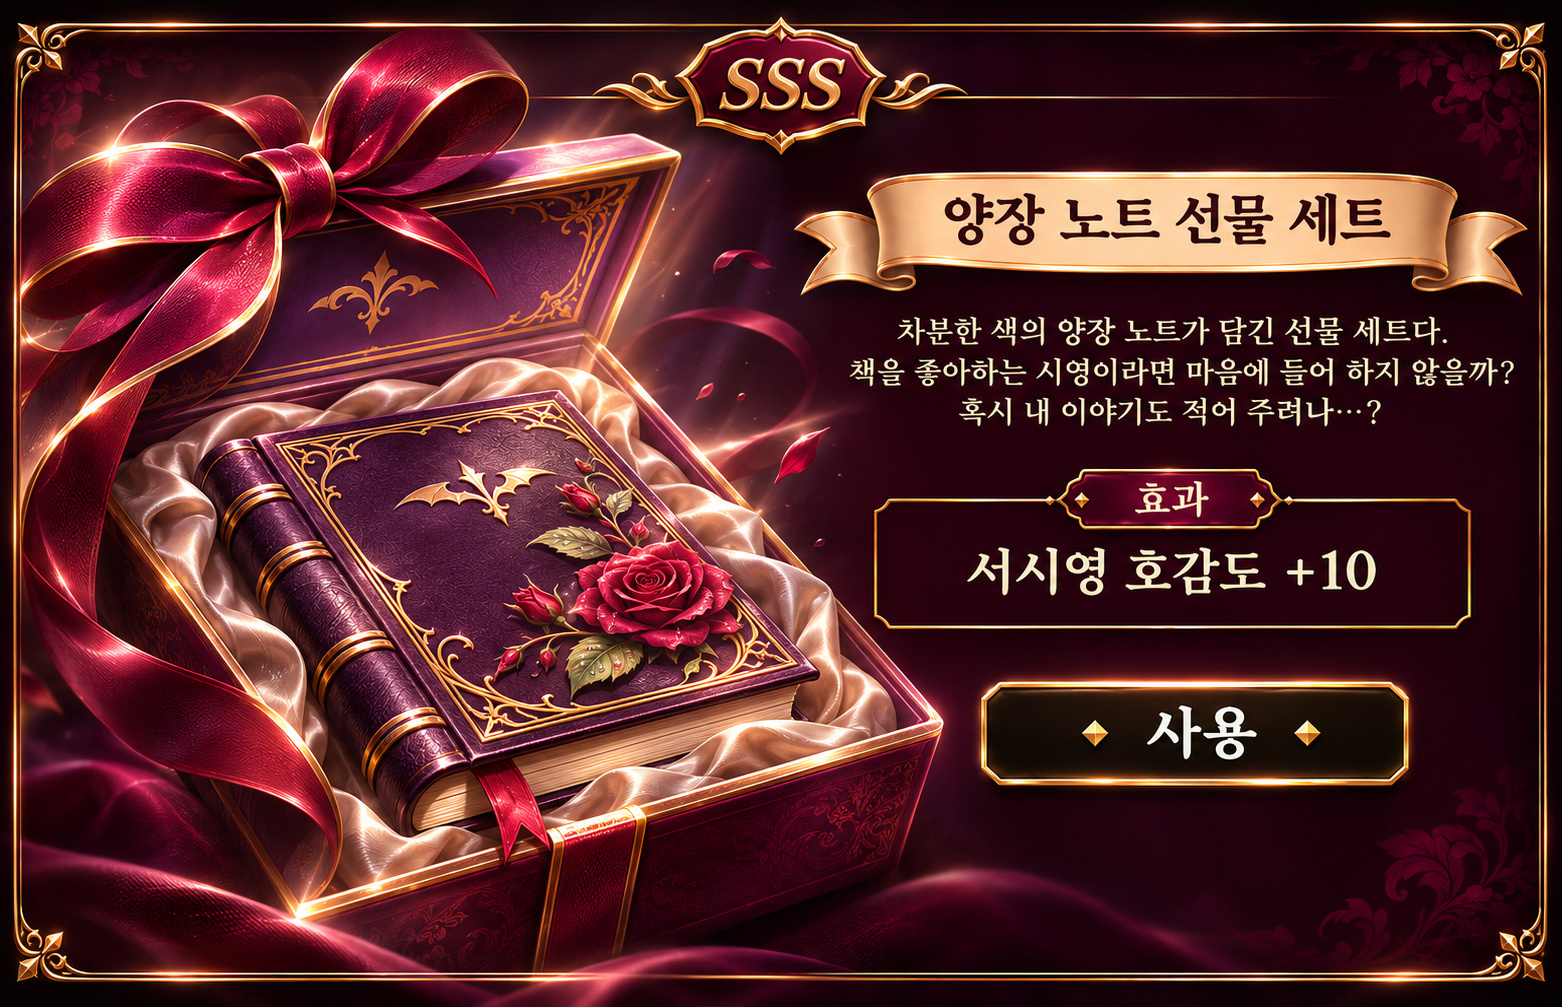 SSS
양장 노트 선물 세트
차분한 색의 양장 노트가 담긴 선물 세트다.
책을 좋아하는 시영이라면 마음에 들어 하지 않을까?
혹시 내 이야기도 적어 주려나…?
효과
서시영 호감도 +10
사용